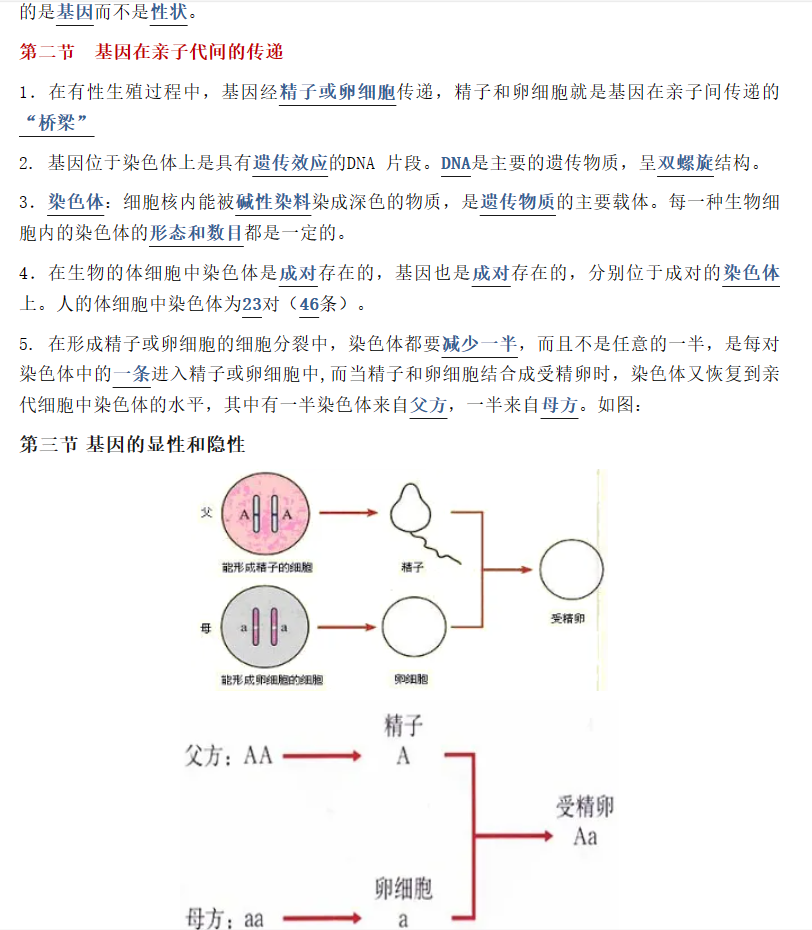 的是基因而不是性状。
第二节 基因在亲子代间的传递
1．在有性生殖过程中，基因经精子或卵细胞传递，精子和卵细胞就是基因在亲子间传递的
“桥梁”
2. 基因位于染色体上是具有遗传效应的DNA 片段。DNA是主要的遗传物质，呈双螺旋结构。
3．染色体：细胞核内能被碱性染料染成深色的物质，是遗传物质的主要载体。每一种生物细
胞内的染色体的形态和数目都是一定的。
4．在生物的体细胞中染色体是成对存在的，基因也是成对存在的，分别位于成对的染色体
上。人的体细胞中染色体为23对（46条）。
5. 在形成精子或卵细胞的细胞分裂中，染色体都要减少一半，而且不是任意的一半，是每对
染色体中的一条进入精子或卵细胞中,而当精子和卵细胞结合成受精卵时，染色体又恢复到亲
代细胞中染色体的水平，其中有一半染色体来自父方，一半来自母方。如图：
第三节 基因的显性和隐性
父 A A
能形成精子的细胞 精子
受精卵
母 a a
能形成卵细胞的细胞 卵细胞
精子
父方：AA A
受精卵
Aa
卵细胞
母方：aa a